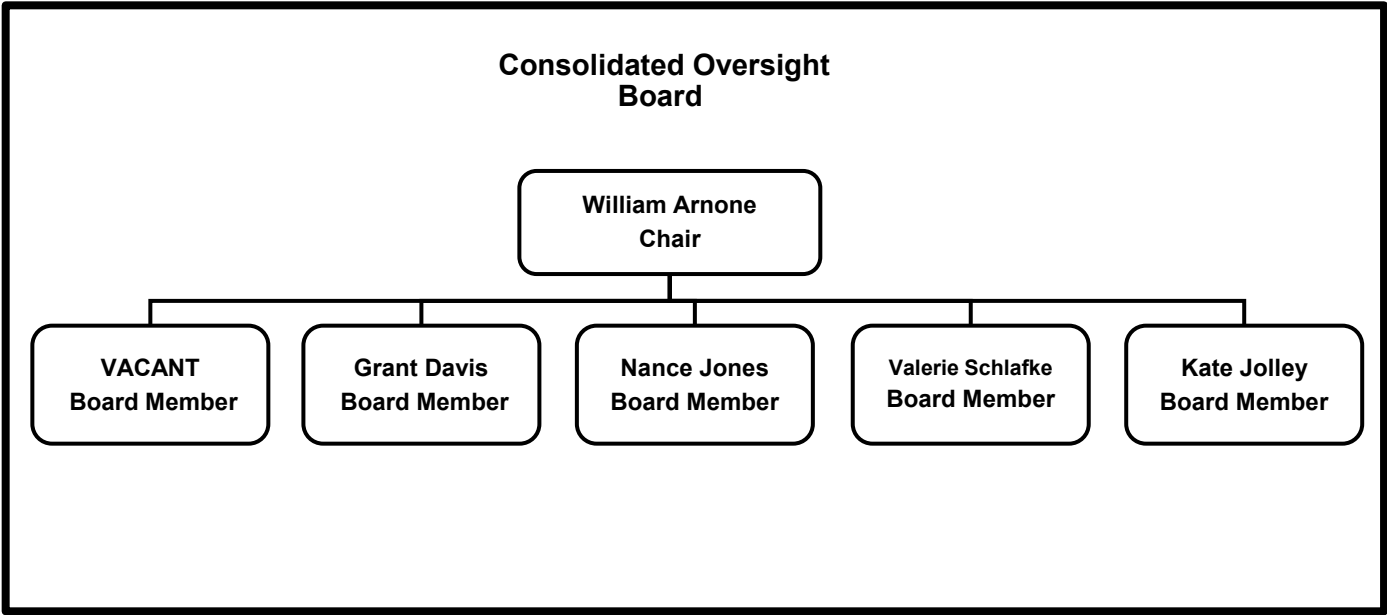 Consolidated Oversight
Board
William Arnone
Chair
VACANT
Board Member
Grant Davis
Board Member
Nance Jones
Board Member
Valerie Schlafke
Board Member
Kate Jolley
Board Member